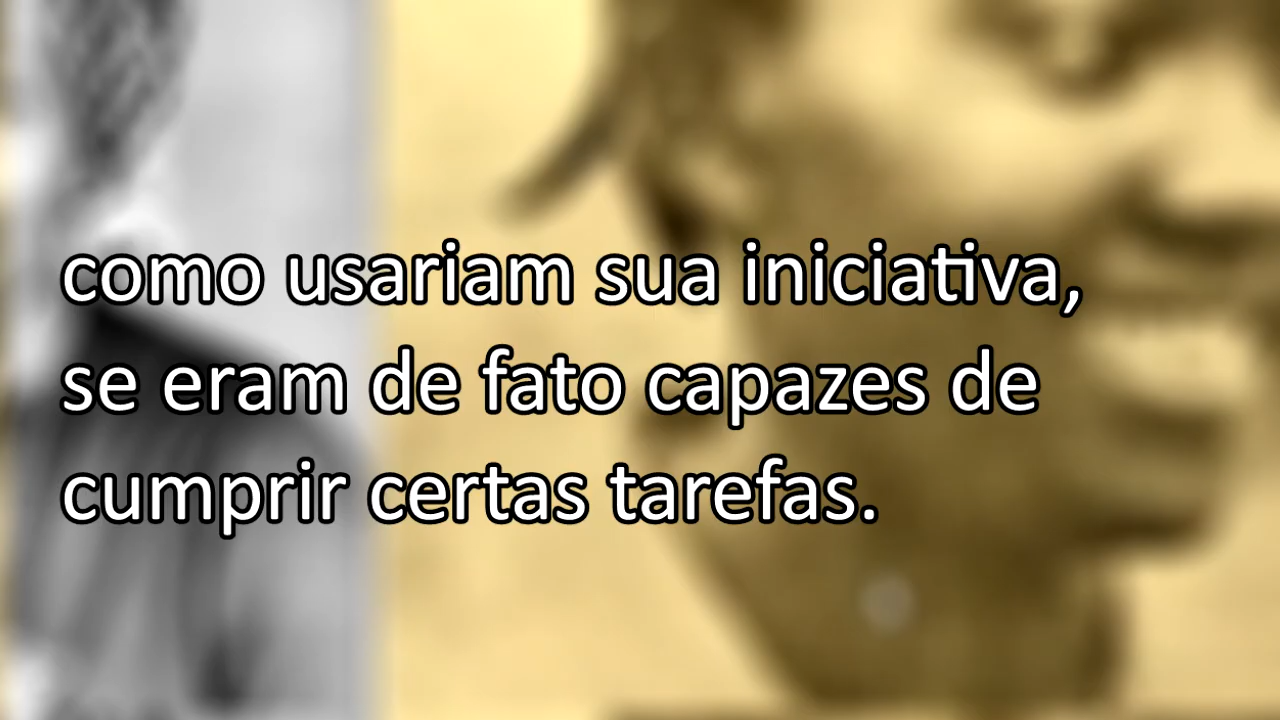 como usariam sua iniciativa,
se eram de fato capazes de
cumprir certas tarefas.